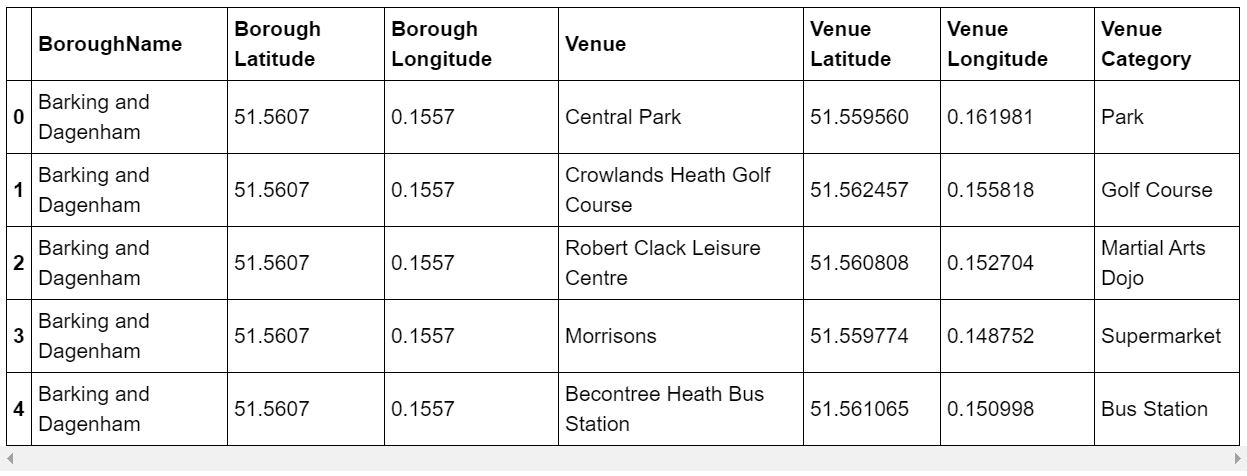 BoroughName Borough Latitude Borough Longitude Venue Venue Latitude Venue Longitude Venue Category
0 Barking and Dagenham 51.5607 0.1557 Central Park 51.559560 0.161981 Park
1 Barking and Dagenham 51.5607 0.1557 Crowlands Heath Golf Course 51.562457 0.155818 Golf Course
2 Barking and Dagenham 51.5607 0.1557 Robert Clack Leisure Centre 51.560808 0.152704 Martial Arts Dojo
3 Barking and Dagenham 51.5607 0.1557 Morrisons 51.559774 0.148752 Supermarket
4 Barking and Dagenham 51.5607 0.1557 Becontree Heath Bus Station 51.561065 0.150998 Bus Station